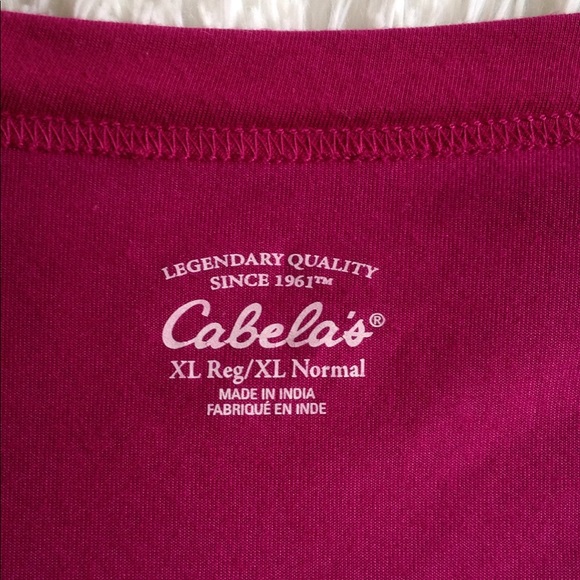 LEGENDARY QUALITY
SINCE 1961™
Cabela's®
XL Reg/XL Normal
MADE IN INDIA
FABRIQUÉ EN INDE